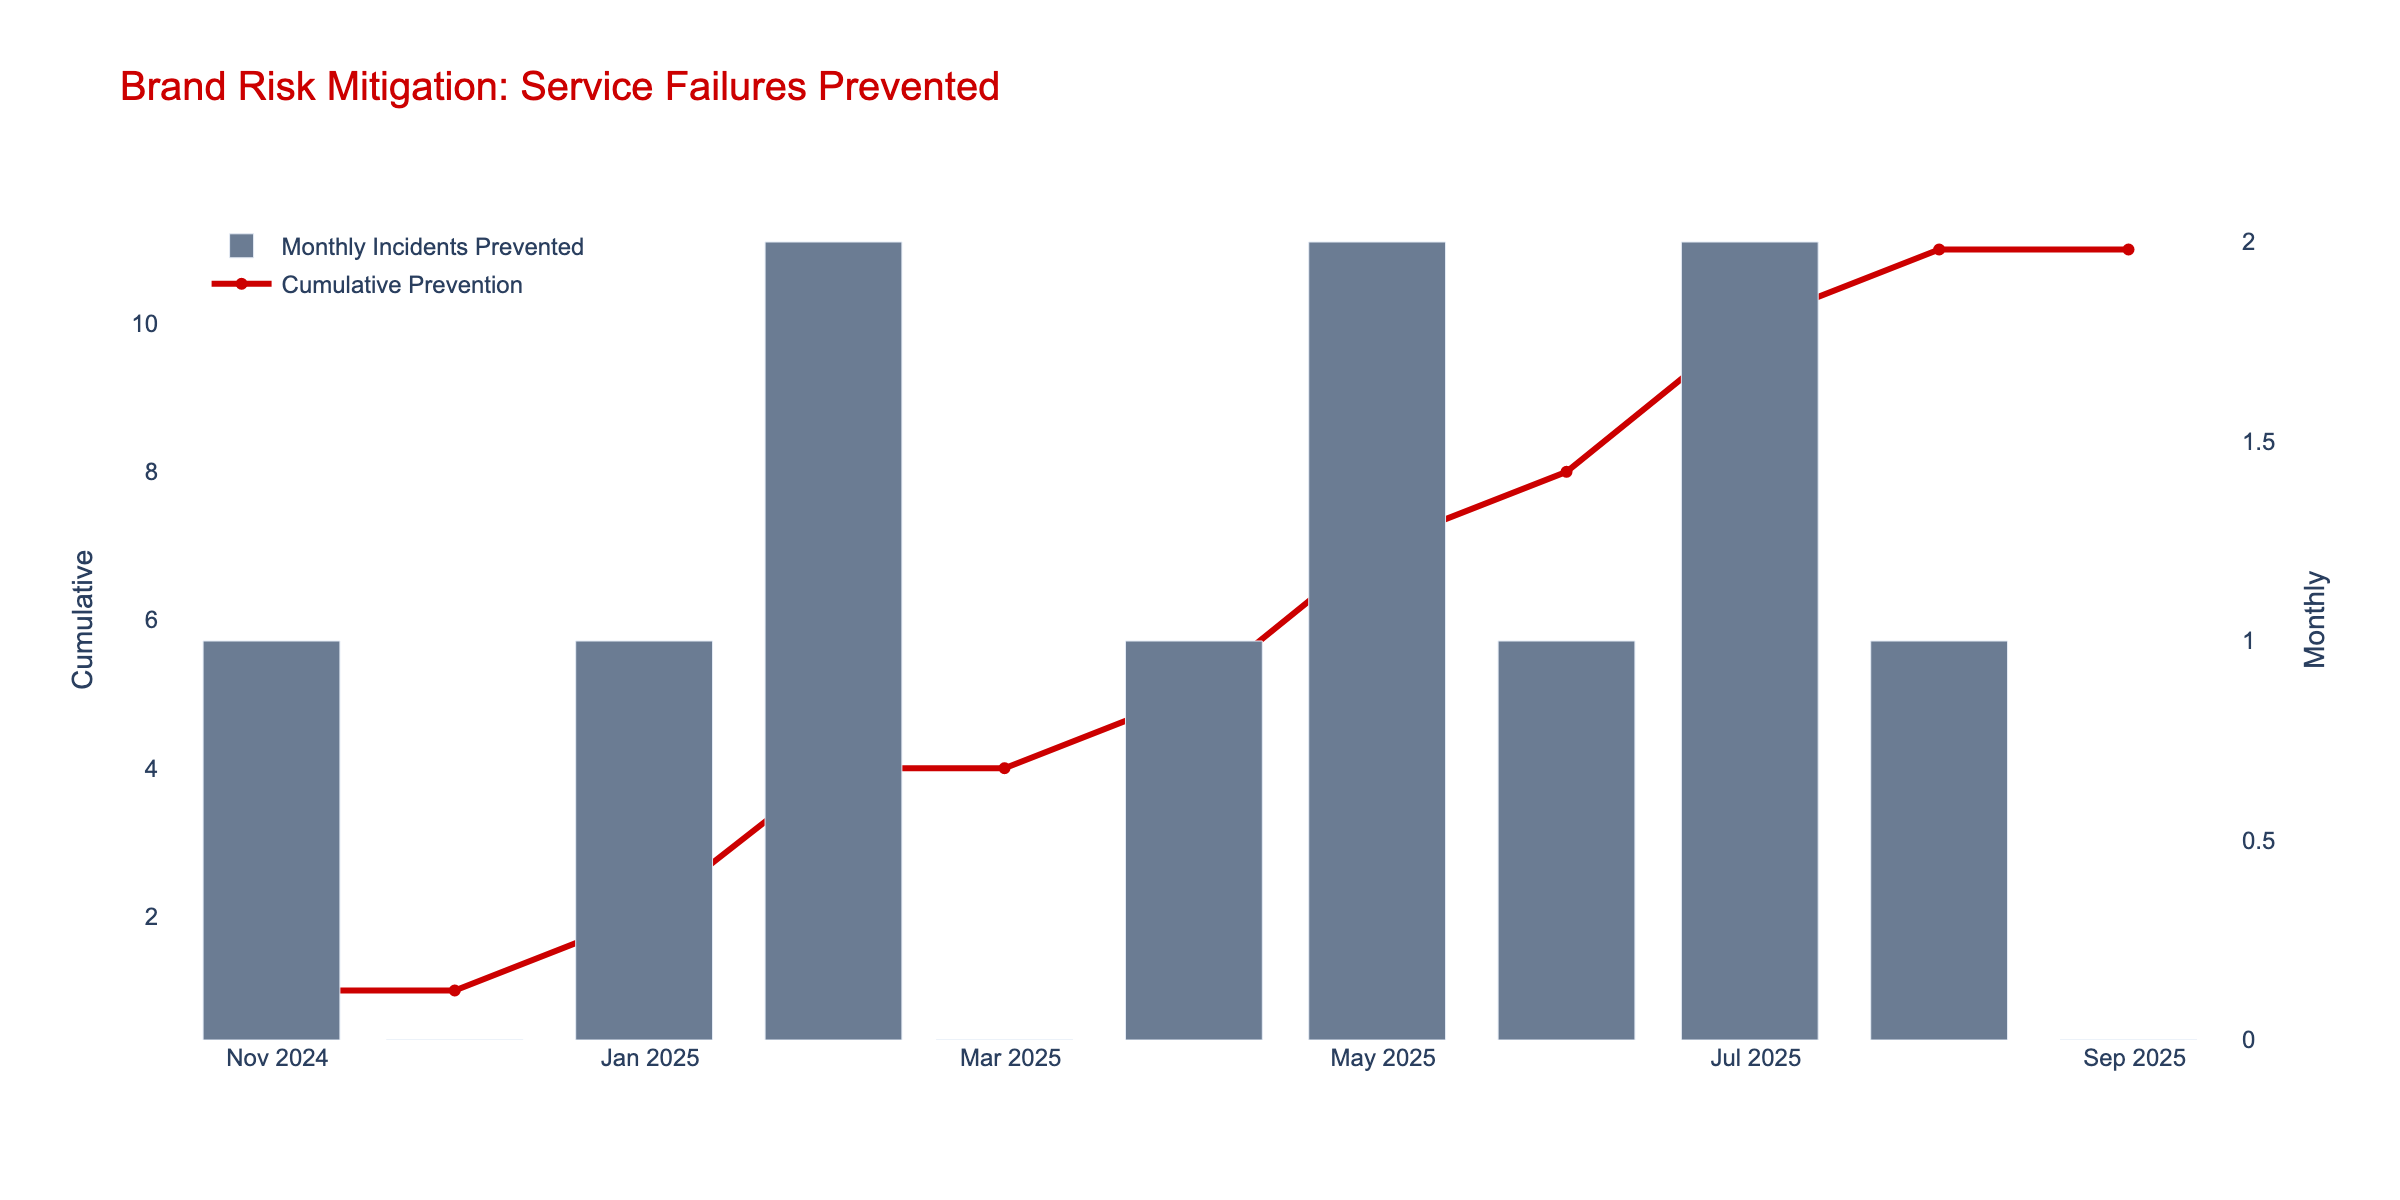 Brand Risk Mitigation: Service Failures Prevented
Monthly Incidents Prevented
Cumulative Prevention
10
8
6
4
2
Cumulative
2
1.5
1
0.5
0
Monthly
Nov 2024
Jan 2025
Mar 2025
May 2025
Jul 2025
Sep 2025